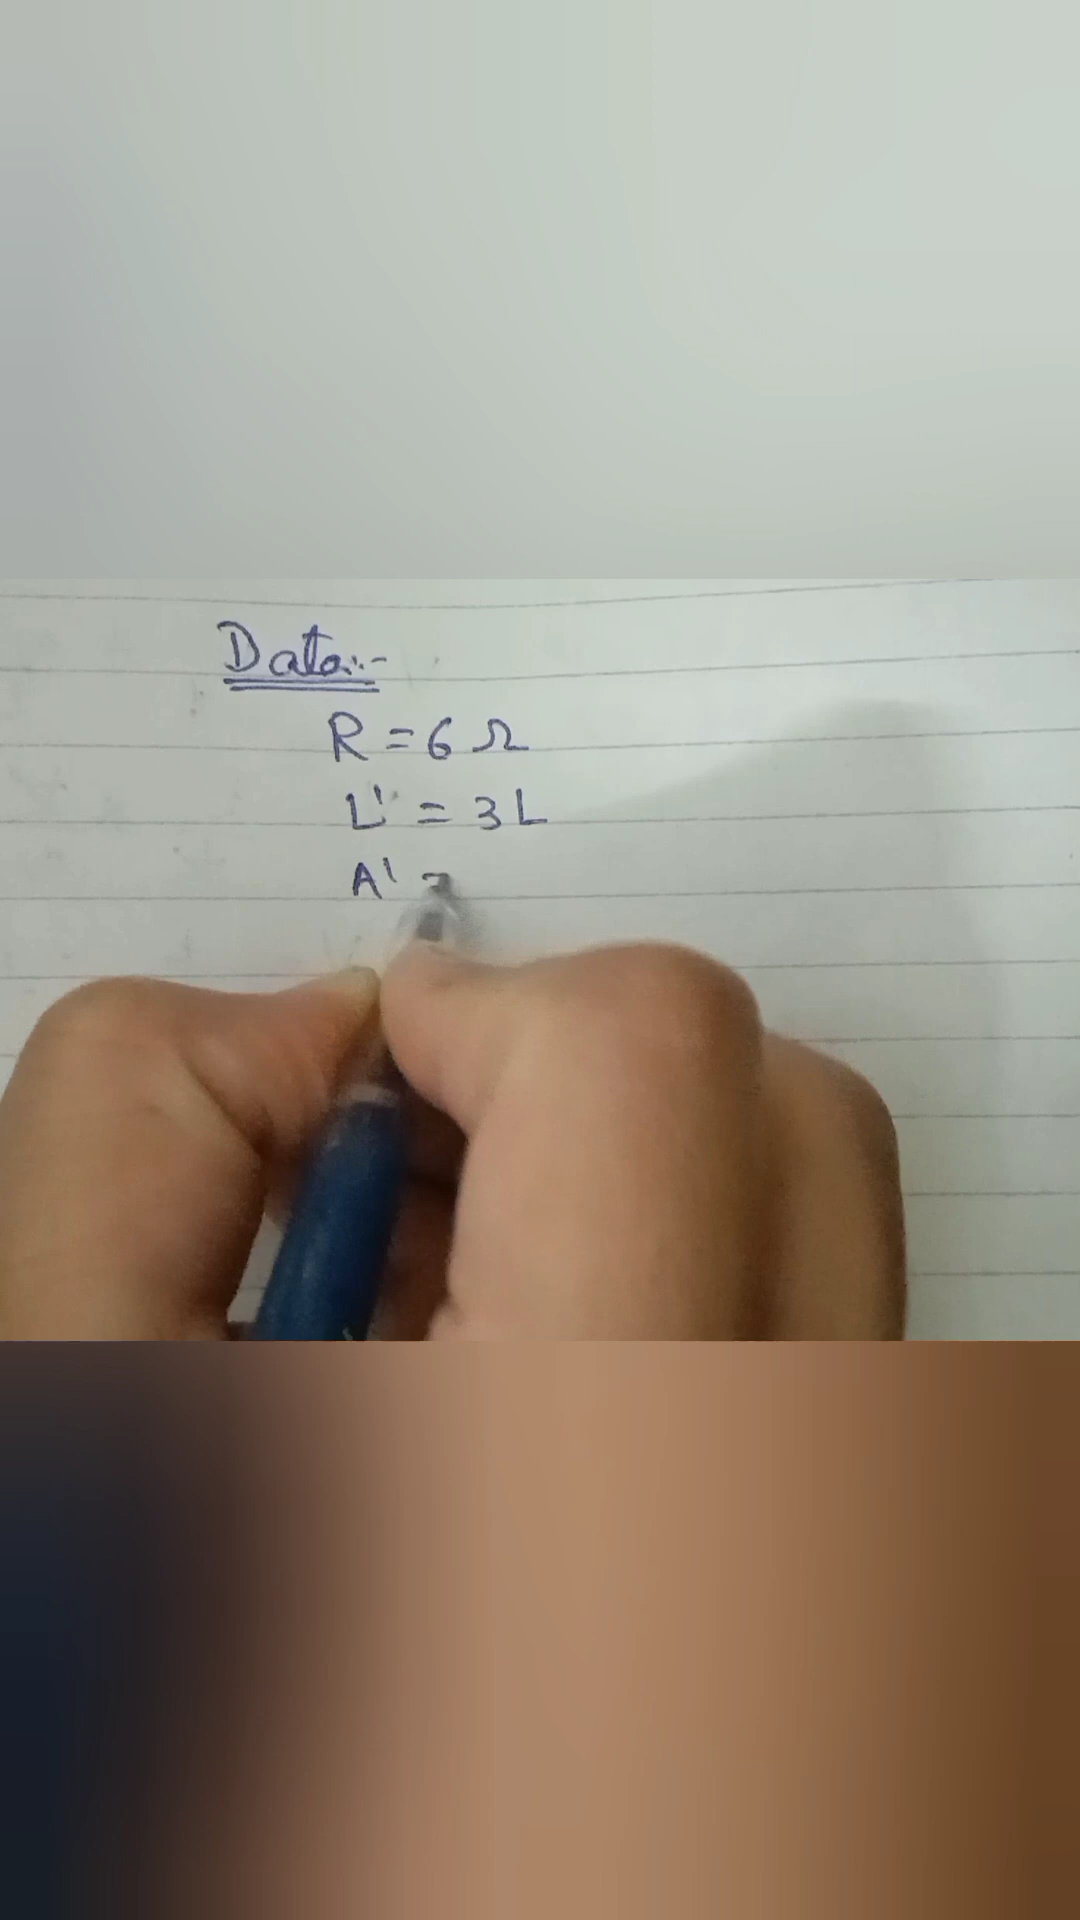 Data:-
R = 6 Ω
L' = 3L
A' =